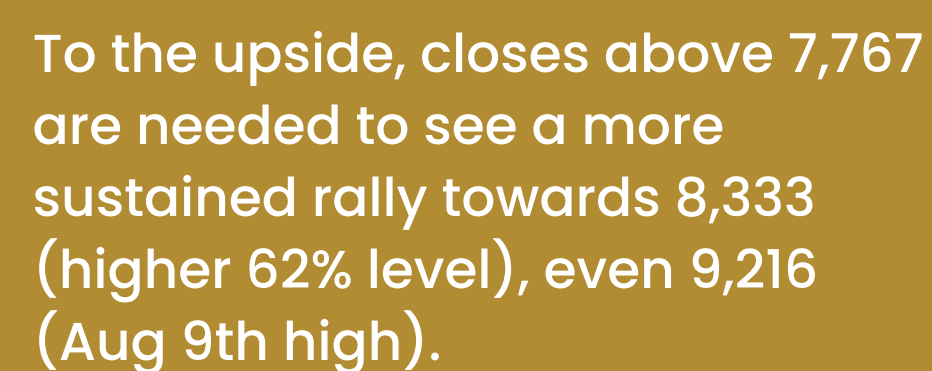 To the upside, closes above 7,767
are needed to see a more
sustained rally towards 8,333
(higher 62% level), even 9,216
(Aug 9th high).